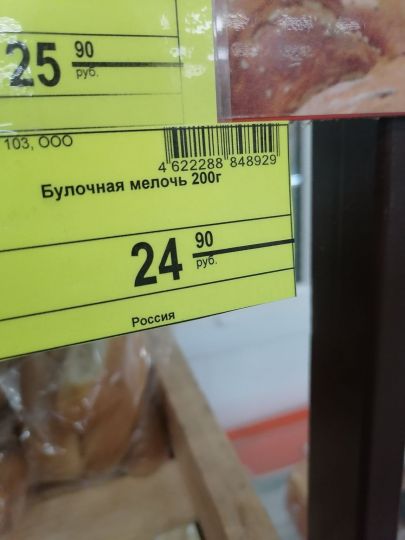 25 90
руб.
103, ООО
4 622288 848929
Булочная мелочь 200г
24 90
руб.
Россия